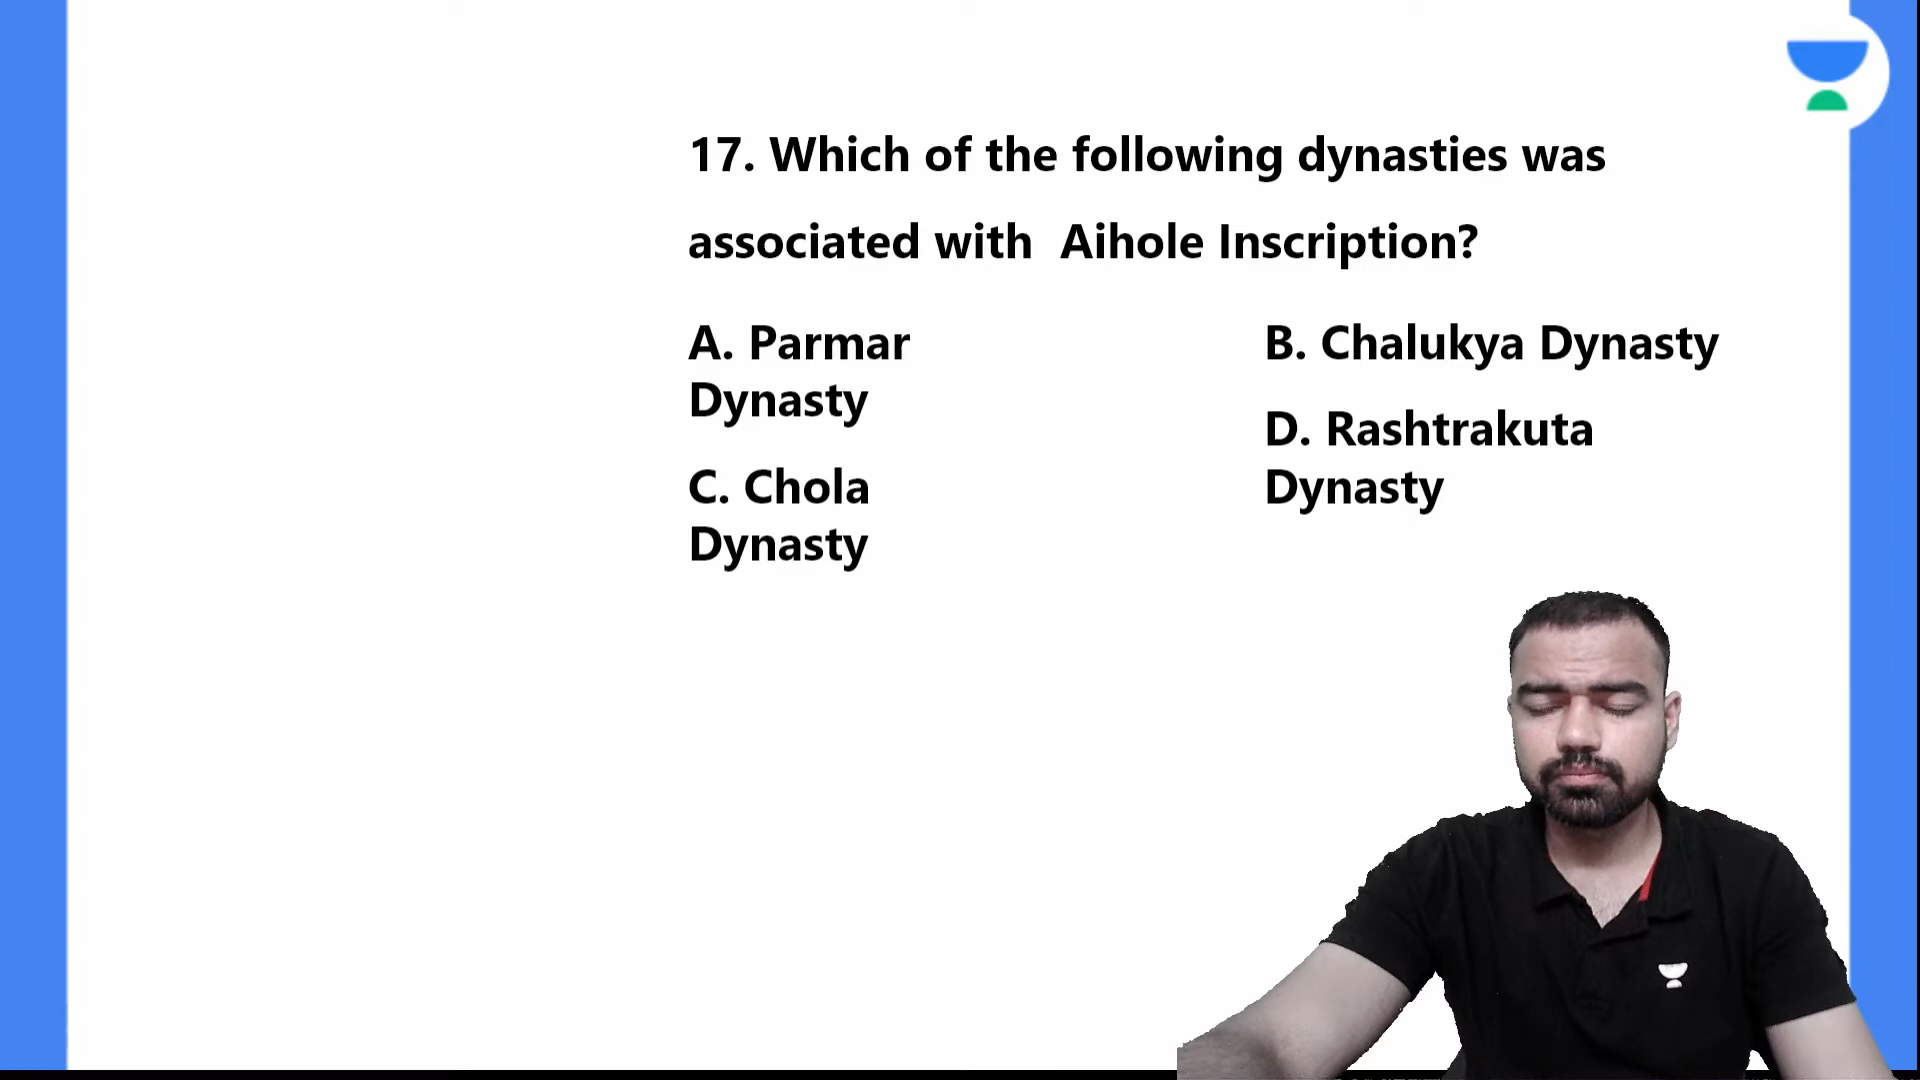 17. Which of the following dynasties was
associated with  Aihole Inscription?
A. Parmar
Dynasty
B. Chalukya Dynasty
C. Chola
Dynasty
D. Rashtrakuta
Dynasty